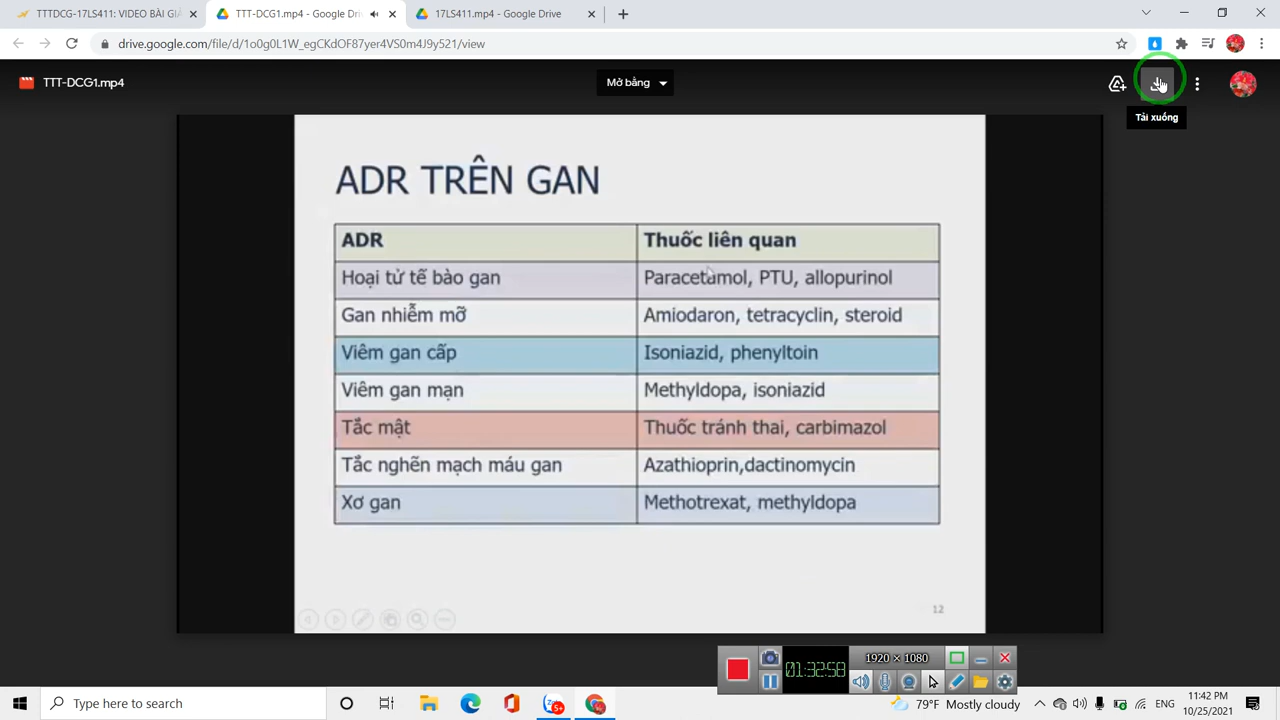 TTTDCG-17LS411: VIDEO BÀI GIẢ
TTT-DCG1.mp4 - Google Drive
17LS411.mp4 - Google Drive
drive.google.com/file/d/1o0g0L1W_egCKdOF87yer4VS0m4J9y521/view
TTT-DCG1.mp4
Mở bằng
Tải xuống
ADR TRÊN GAN
ADR Thuốc liên quan
Hoại tử tế bào gan Paracetamol, PTU, allopurinol
Gan nhiễm mỡ Amiodaron, tetracyclin, steroid
Viêm gan cấp Isoniazid, phenyltoin
Viêm gan mạn Methyldopa, isoniazid
Tắc mật Thuốc tránh thai, carbimazol
Tắc nghẽn mạch máu gan Azathioprin,dactinomycin
Xơ gan Methotrexat, methyldopa
12
1920 × 1080
01:32:58
Type here to search
5+
79°F Mostly cloudy
ENG
11:42 PM
10/25/2021